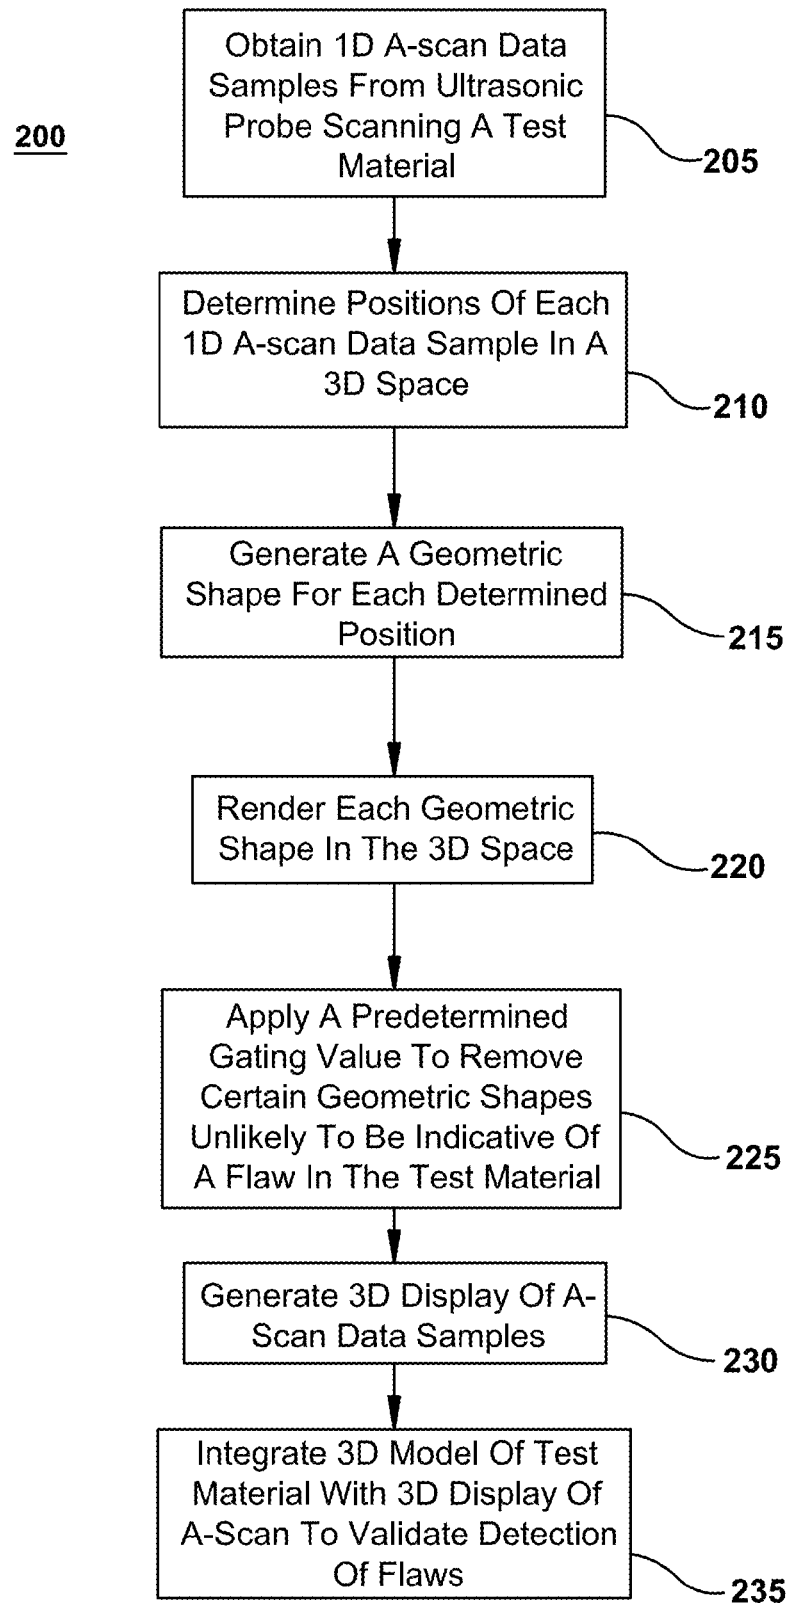 200
Obtain 1D A-scan Data
Samples From Ultrasonic
Probe Scanning A Test
Material
205
Determine Positions Of Each
1D A-scan Data Sample In A
3D Space
210
Generate A Geometric
Shape For Each Determined
Position
215
Render Each Geometric
Shape In The 3D Space
220
Apply A Predetermined
Gating Value To Remove
Certain Geometric Shapes
Unlikely To Be Indicative Of
A Flaw In The Test Material
225
Generate 3D Display Of A-
Scan Data Samples
230
Integrate 3D Model Of Test
Material With 3D Display Of
A-Scan To Validate Detection
Of Flaws
235